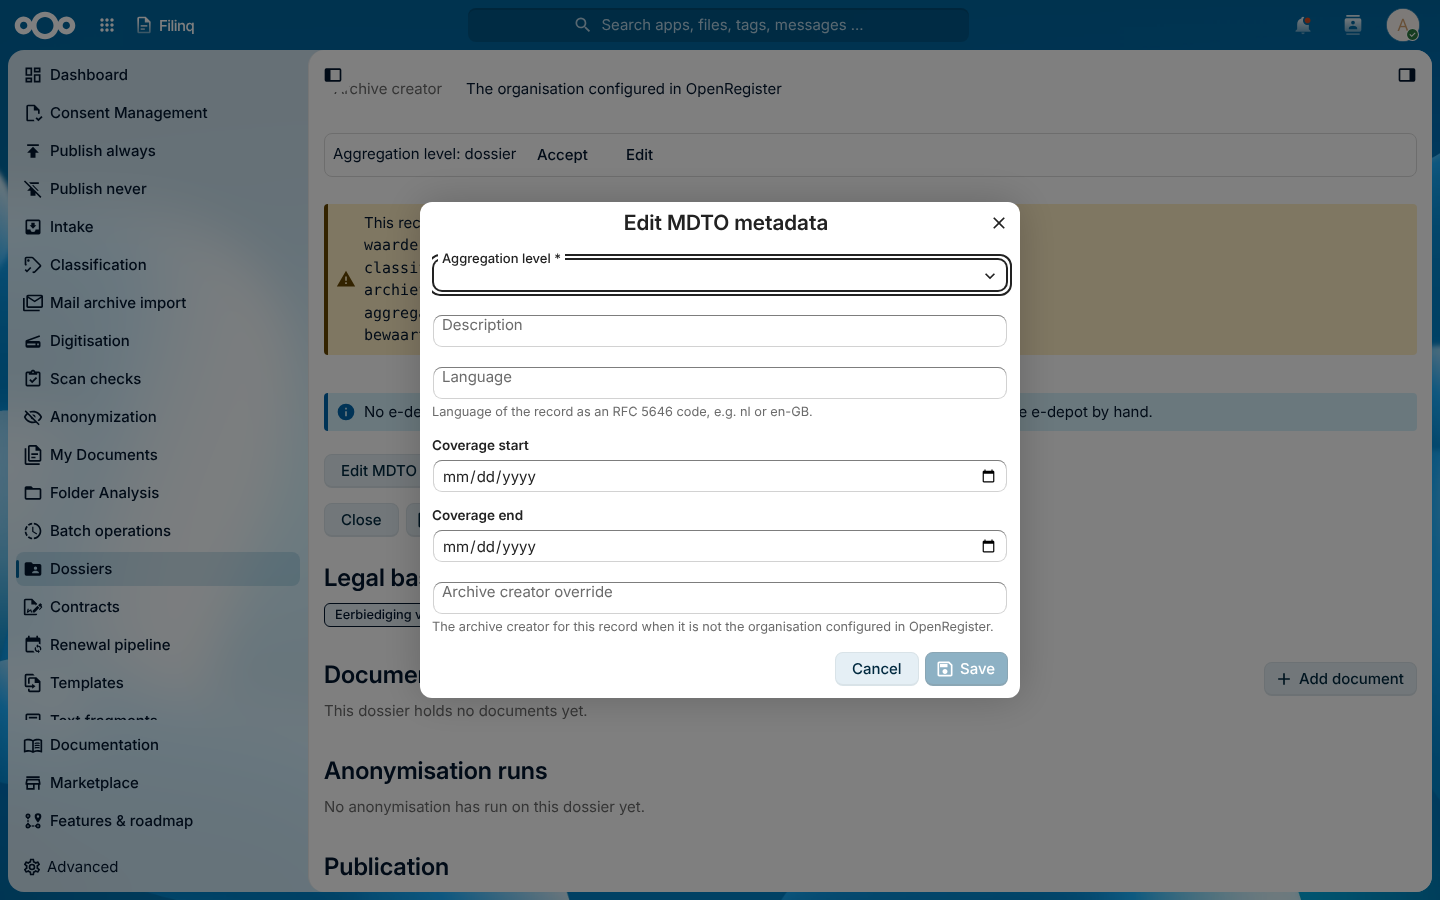 Filinq
Search apps, files, tags, messages ...
A
Dashboard
Consent Management
Publish always
Publish never
Intake
Classification
Mail archive import
Digitisation
Scan checks
Anonymization
My Documents
Folder Analysis
Batch operations
Dossiers
Contracts
Renewal pipeline
Templates
Text fragments
Documentation
Marketplace
Features & roadmap
Advanced
chive creator The organisation configured in OpenRegister
Aggregation level: dossier Accept Edit
This rec
waarde
classi
archie
aggreg
bewaar
No e-de
e e-depot by hand.
Edit MDTO
Close
Legal ba
Eerbiediging v
Docume
Add document
This dossier holds no documents yet.
Anonymisation runs
No anonymisation has run on this dossier yet.
Publication
Edit MDTO metadata
Aggregation level *
Description
Language
Language of the record as an RFC 5646 code, e.g. nl or en-GB.
Coverage start
mm/dd/yyyy
Coverage end
mm/dd/yyyy
Archive creator override
The archive creator for this record when it is not the organisation configured in OpenRegister.
Cancel Save